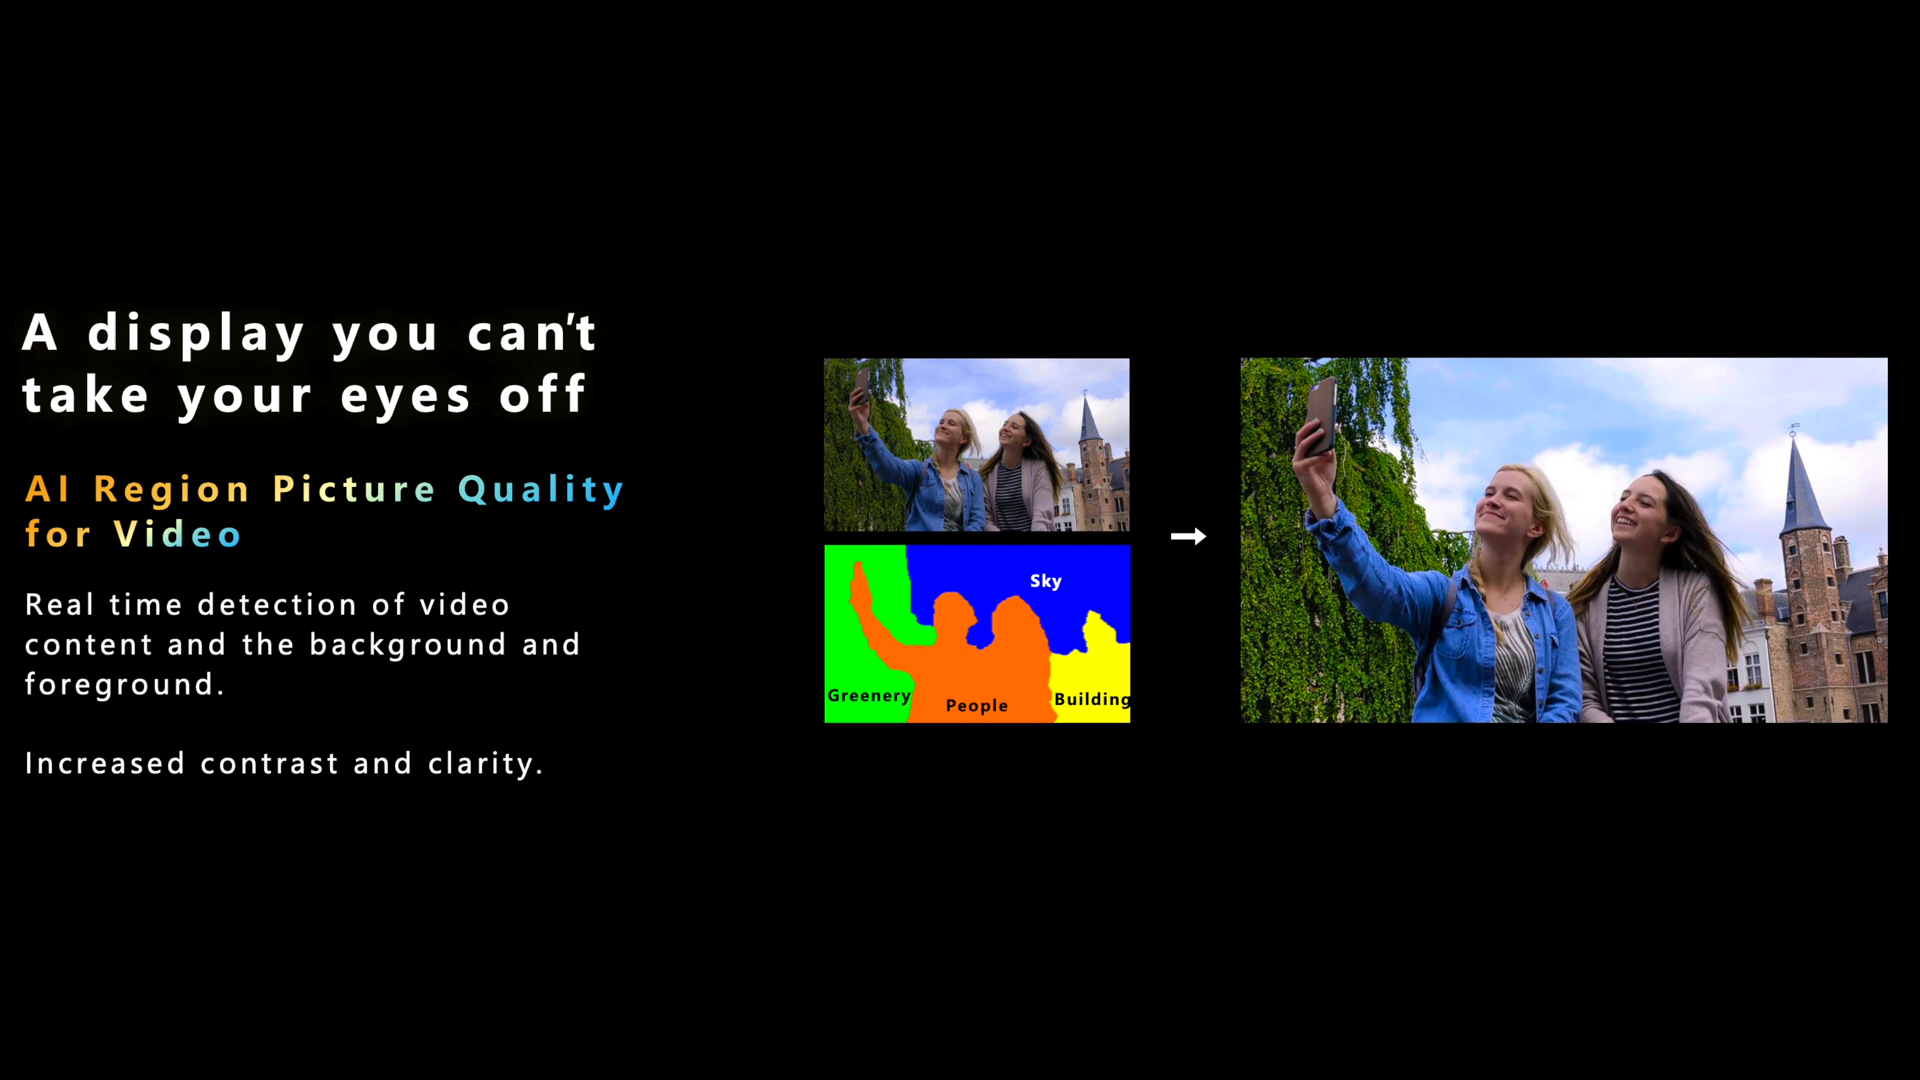 A display you can't
take your eyes off
AI Region Picture Quality
for Video
Real time detection of video
content and the background and
foreground.
Increased contrast and clarity.
Sky
Greenery
People
Building